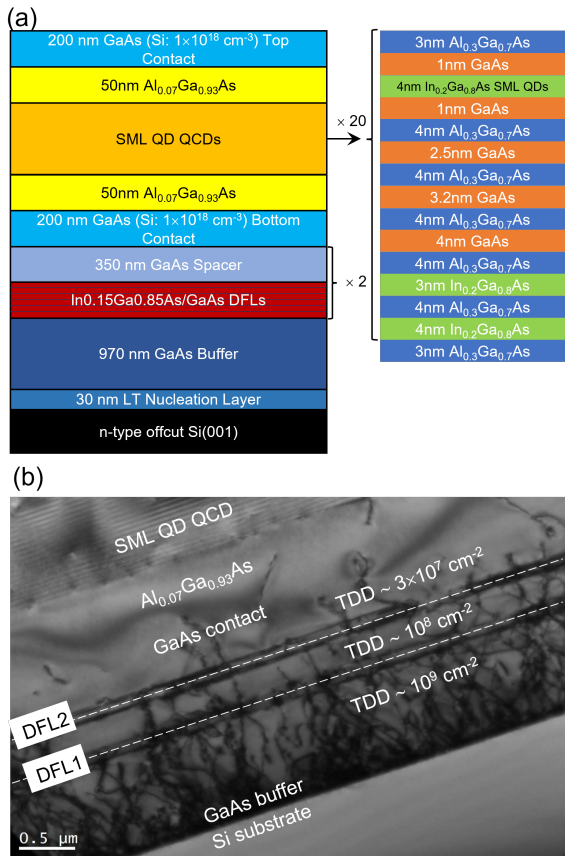 (a)
200 nm GaAs (Si: 1×10¹⁸ cm⁻³) Top
Contact
50nm Al₀.₀₇Ga₀.₉₃As
SML QD QCDs
50nm Al₀.₀₇Ga₀.₉₃As
200 nm GaAs (Si: 1×10¹⁸ cm⁻³) Bottom
Contact
350 nm GaAs Spacer
In0.15Ga0.85As/GaAs DFLs
970 nm GaAs Buffer
30 nm LT Nucleation Layer
n-type offcut Si(001)
× 20
× 2
3nm Al₀.₃Ga₀.₇As
1nm GaAs
4nm In₀.₂Ga₀.₈As SML QDs
1nm GaAs
4nm Al₀.₃Ga₀.₇As
2.5nm GaAs
4nm Al₀.₃Ga₀.₇As
3.2nm GaAs
4nm Al₀.₃Ga₀.₇As
4nm GaAs
4nm Al₀.₃Ga₀.₇As
3nm In₀.₂Ga₀.₈As
4nm Al₀.₃Ga₀.₇As
4nm In₀.₂Ga₀.₈As
3nm Al₀.₃Ga₀.₇As
(b)
SML QD QCD
Al₀.₀₇Ga₀.₉₃As
GaAs contact
TDD ~ 3×10⁷ cm⁻²
TDD ~ 10⁸ cm⁻²
TDD ~ 10⁹ cm⁻²
DFL2
DFL1
GaAs buffer
Si substrate
0.5 µm